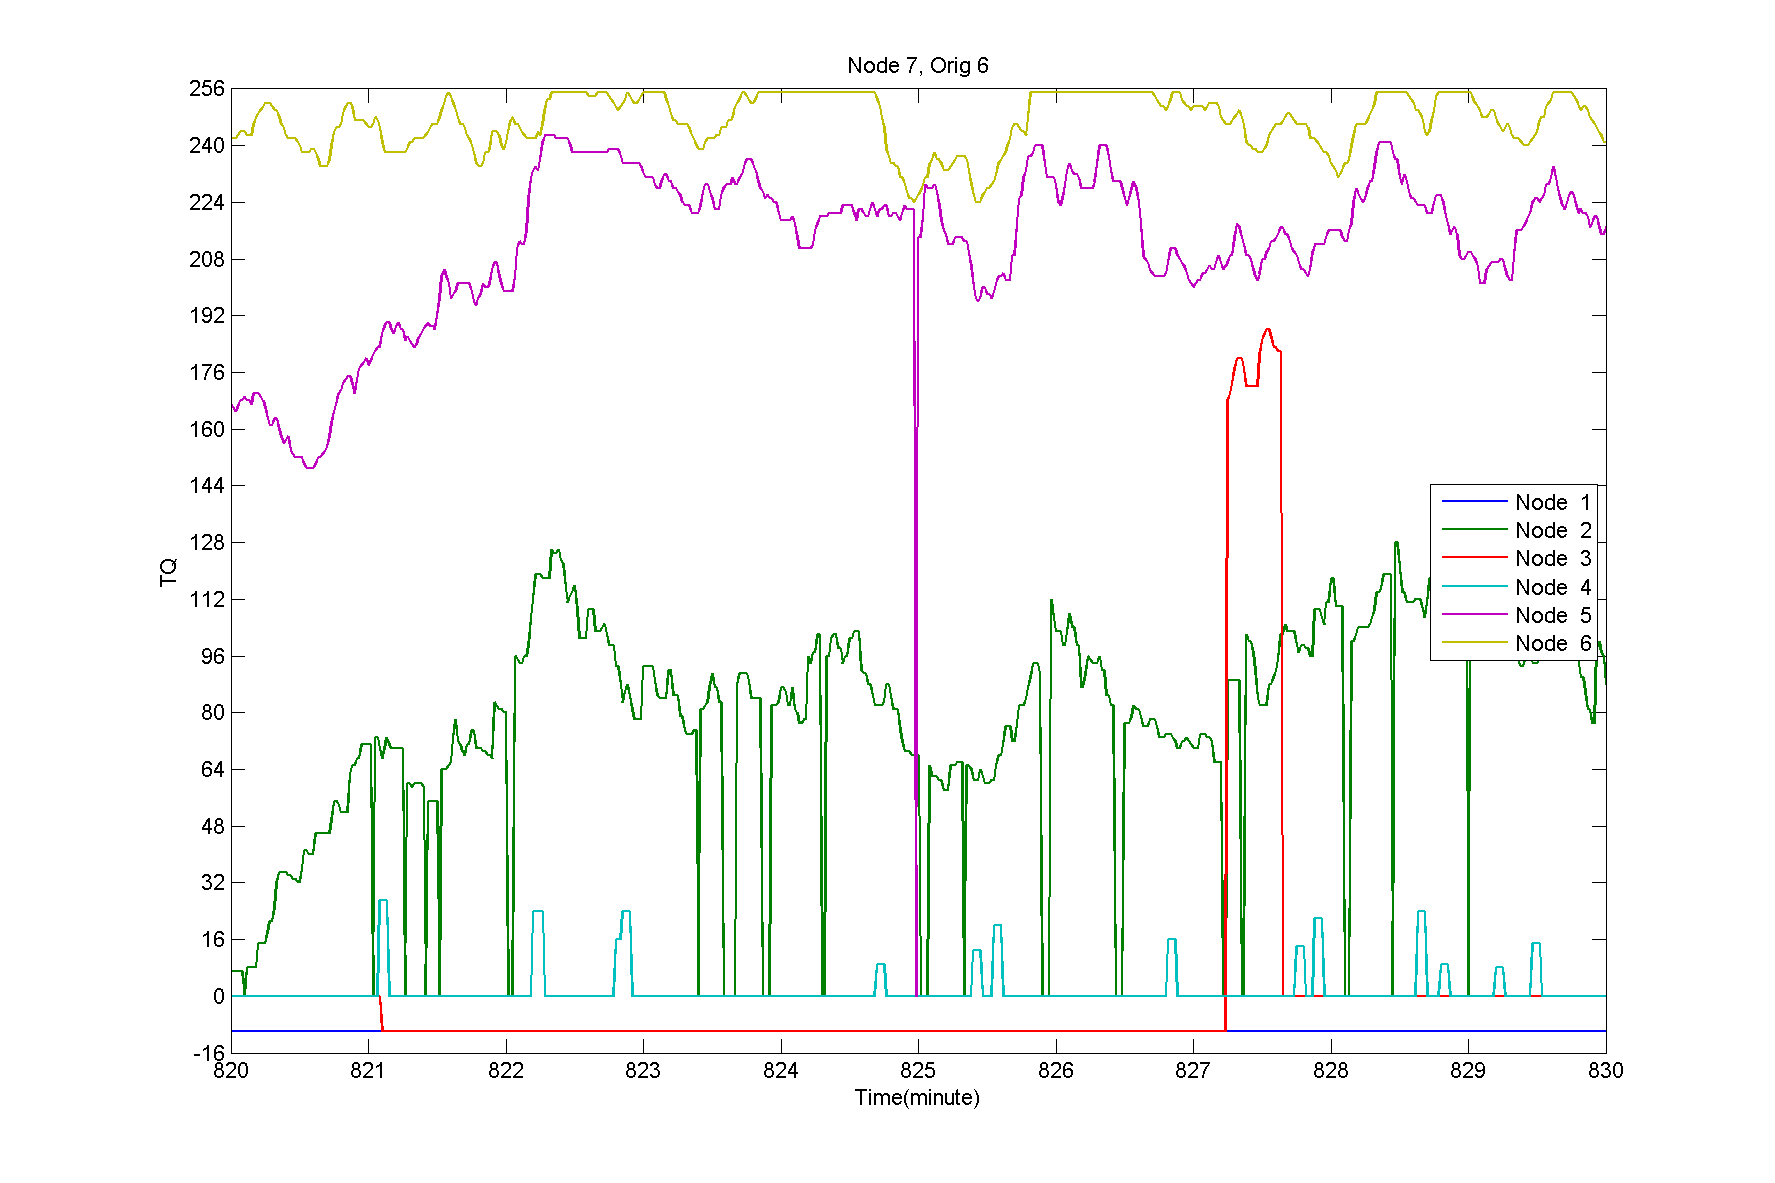 Node 7, Orig 6
256
240
224
208
192
176
160
144
128
112
96
80
64
48
32
16
0
-16
TQ
Node 1
Node 2
Node 3
Node 4
Node 5
Node 6
820 821 822 823 824 825 826 827 828 829 830
Time(minute)